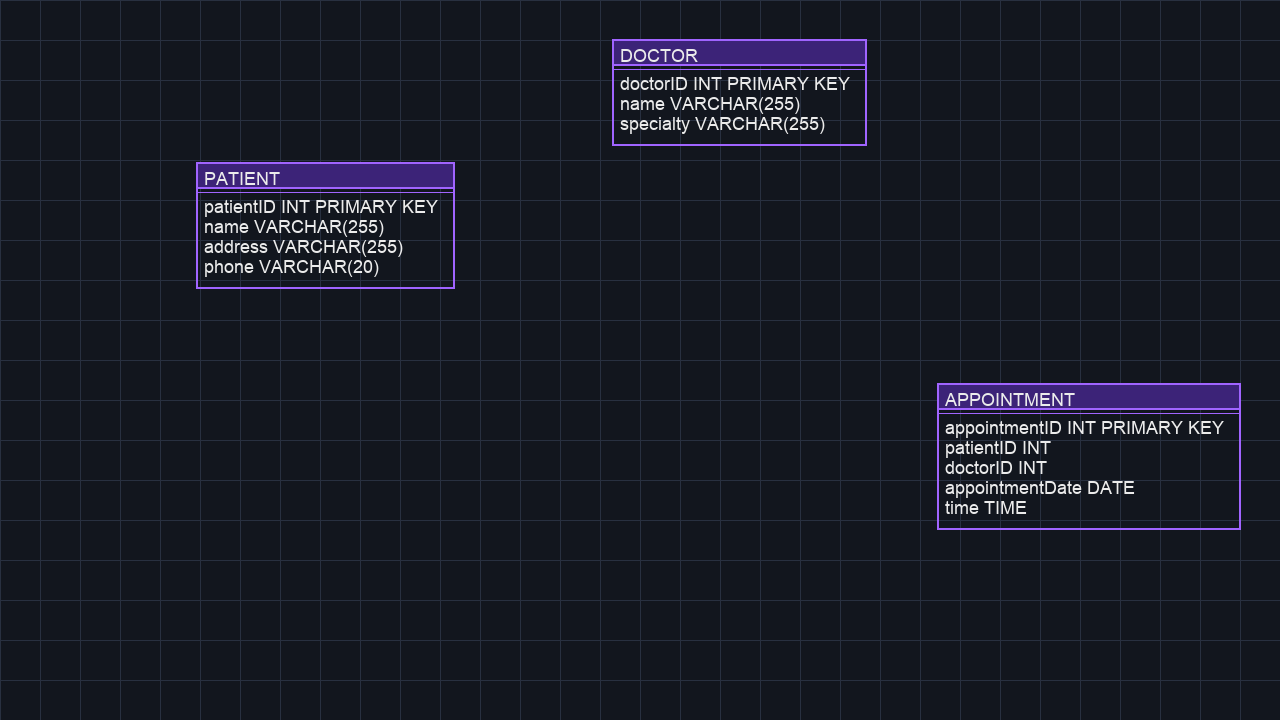 DOCTOR
doctorID INT PRIMARY KEY
name VARCHAR(255)
specialty VARCHAR(255)
PATIENT
patientID INT PRIMARY KEY
name VARCHAR(255)
address VARCHAR(255)
phone VARCHAR(20)
APPOINTMENT
appointmentID INT PRIMARY KEY
patientID INT
doctorID INT
appointmentDate DATE
time TIME